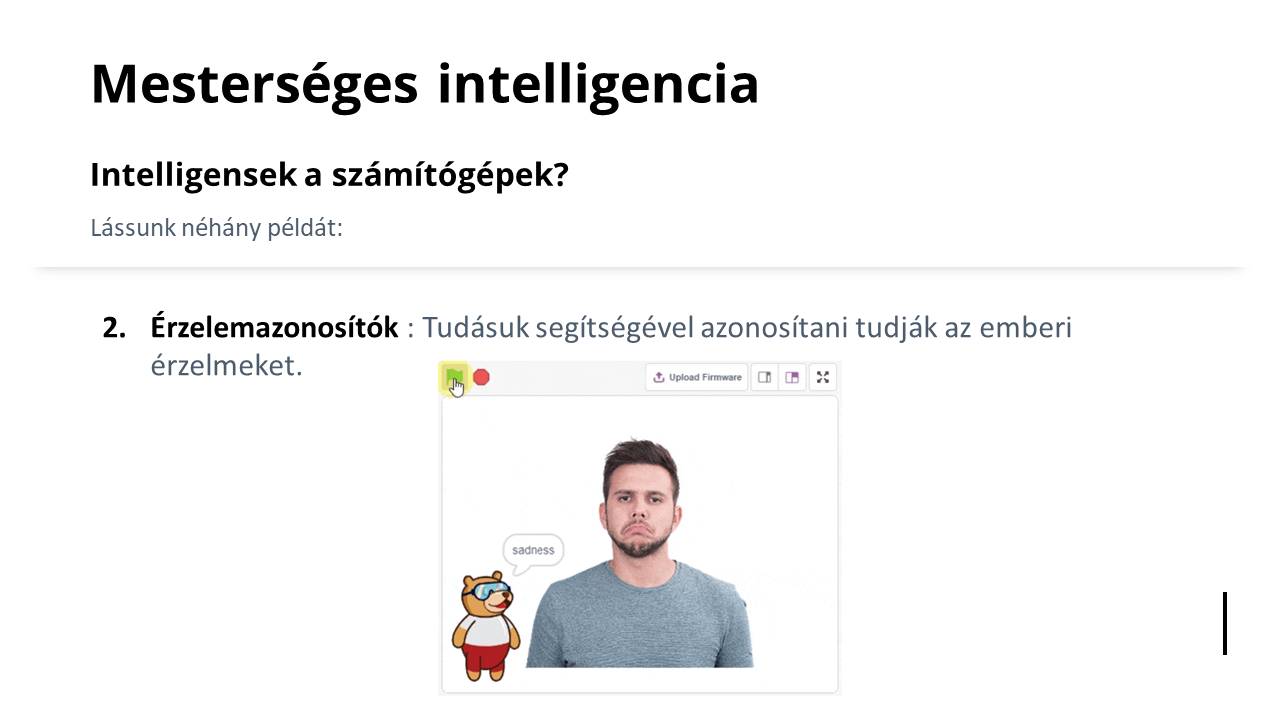 Mesterséges intelligencia
Intelligensek a számítógépek?
Lássunk néhány példát:
2. Érzelemazonosítók : Tudásuk segítségével azonosítani tudják az emberi
érzelmeket.
Upload Firmware
sadness